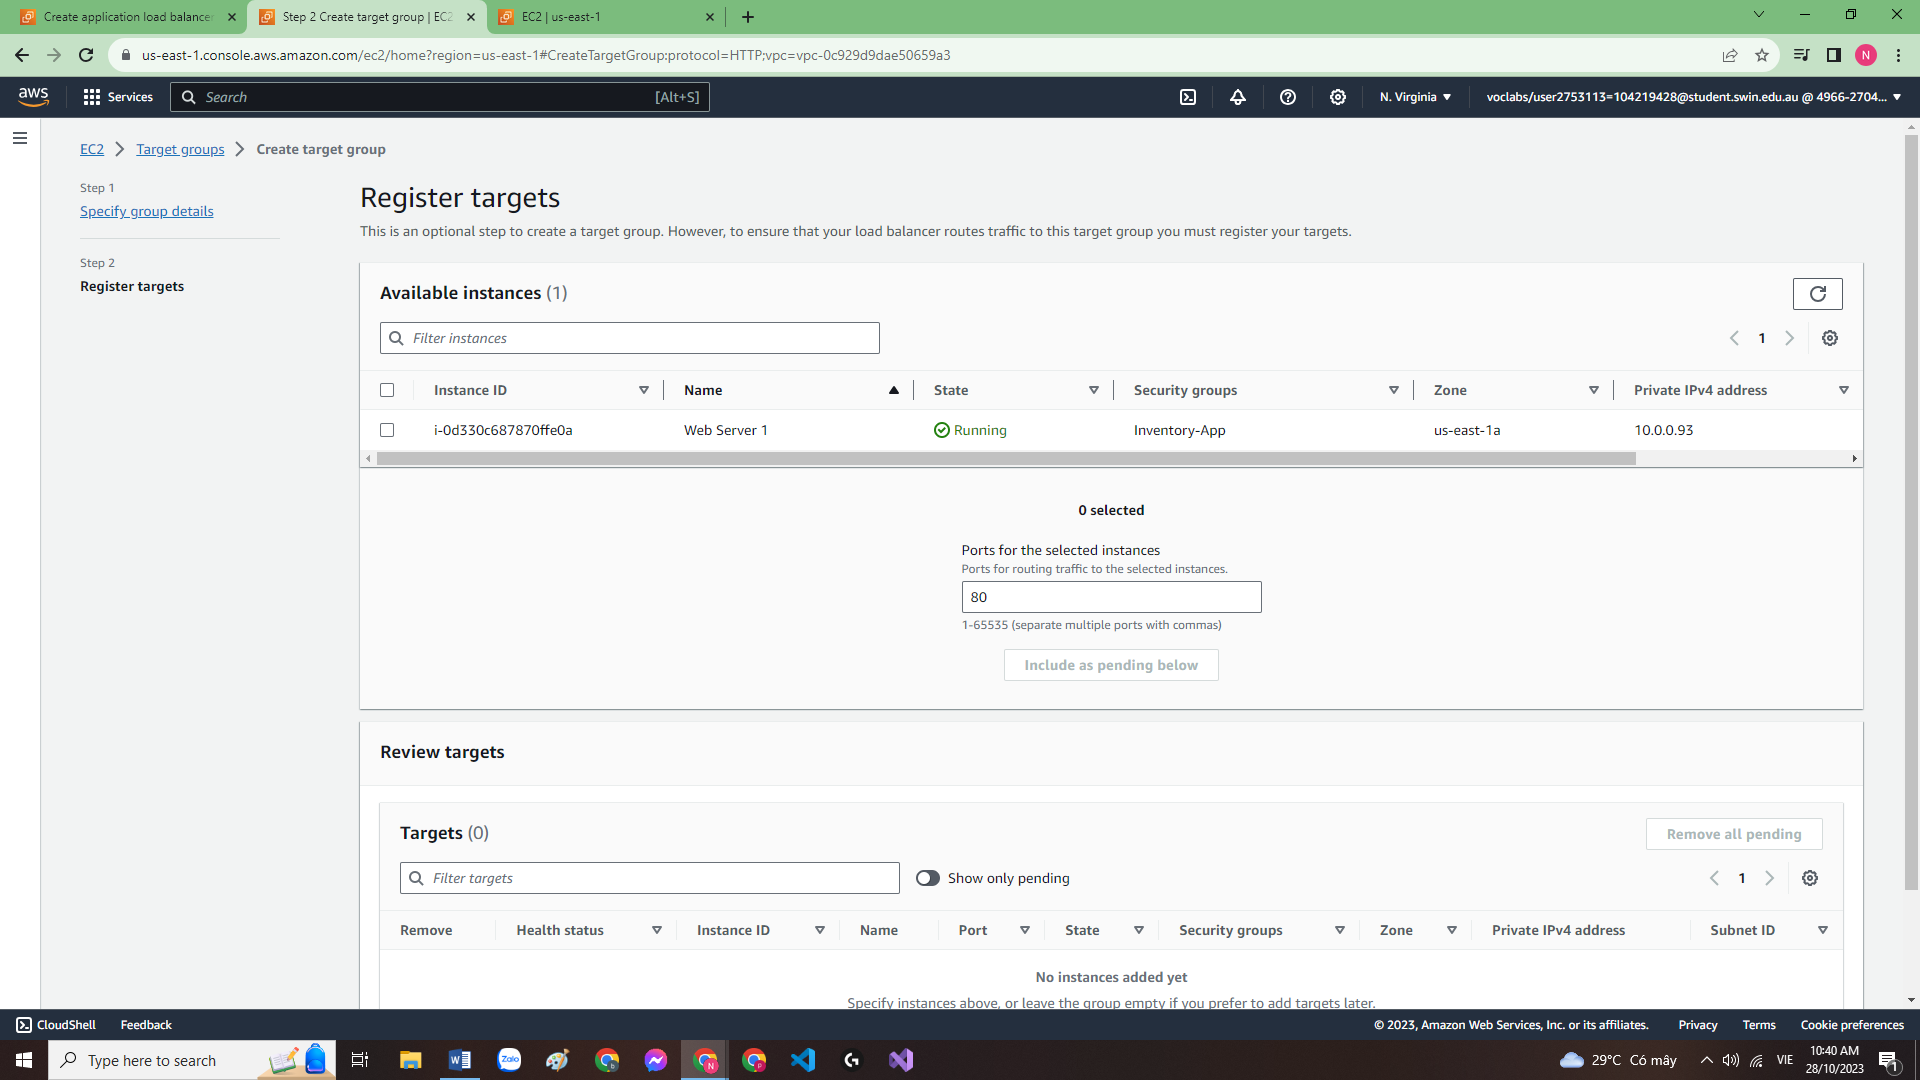 Create application load balancer
Step 2 Create target group | EC2
EC2 | us-east-1
us-east-1.console.aws.amazon.com/ec2/home?region=us-east-1#CreateTargetGroup:protocol=HTTP;vpc=vpc-0c929d9dae50659a3
N
aws
Services
Search
[Alt+S]
N. Virginia
voclabs/user2753113=104219428@student.swin.edu.au @ 4966-2704...
EC2
Target groups
Create target group
Step 1
Specify group details
Step 2
Register targets
Register targets
This is an optional step to create a target group. However, to ensure that your load balancer routes traffic to this target group you must register your targets.
Available instances (1)
Filter instances
1
Instance ID
Name
State
Security groups
Zone
Private IPv4 address
i-0d330c687870ffe0a
Web Server 1
Running
Inventory-App
us-east-1a
10.0.0.93
0 selected
Ports for the selected instances
Ports for routing traffic to the selected instances.
80
1-65535 (separate multiple ports with commas)
Include as pending below
Review targets
Targets (0)
Remove all pending
Filter targets
Show only pending
1
Remove
Health status
Instance ID
Name
Port
State
Security groups
Zone
Private IPv4 address
Subnet ID
No instances added yet
Specify instances above, or leave the group empty if you prefer to add targets later.
CloudShell
Feedback
© 2023, Amazon Web Services, Inc. or its affiliates.
Privacy
Terms
Cookie preferences
Type here to search
Zalo
29°C Có mây
VIE
10:40 AM
28/10/2023
1